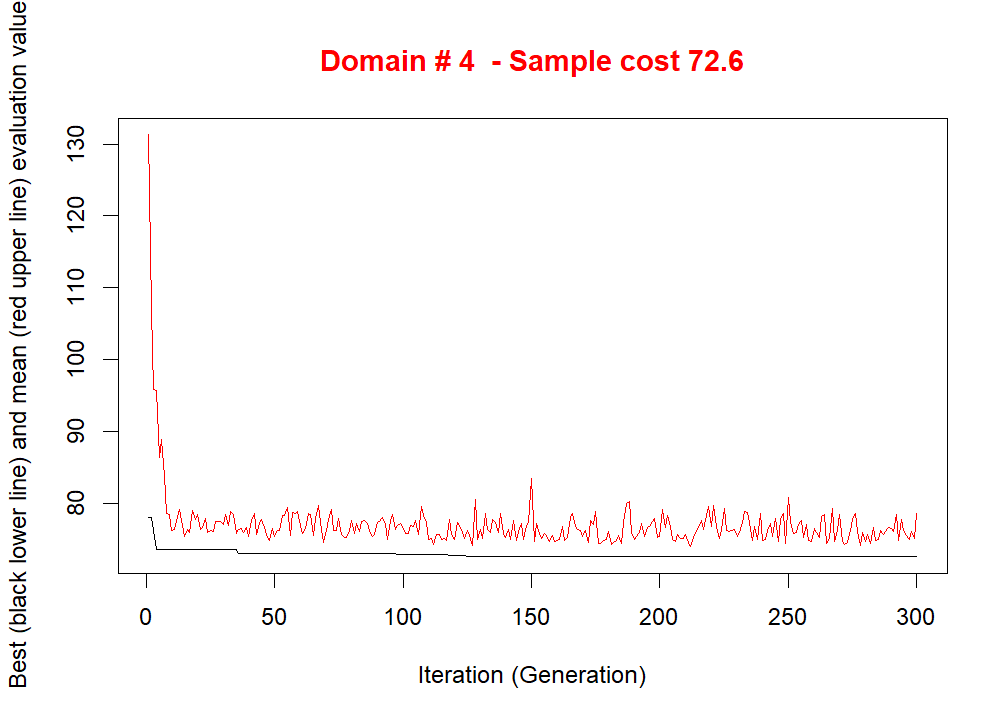 Domain # 4  - Sample cost 72.6
Best (black lower line) and mean (red upper line) evaluation value
130
120
110
100
90
80
0 50 100 150 200 250 300
Iteration (Generation)